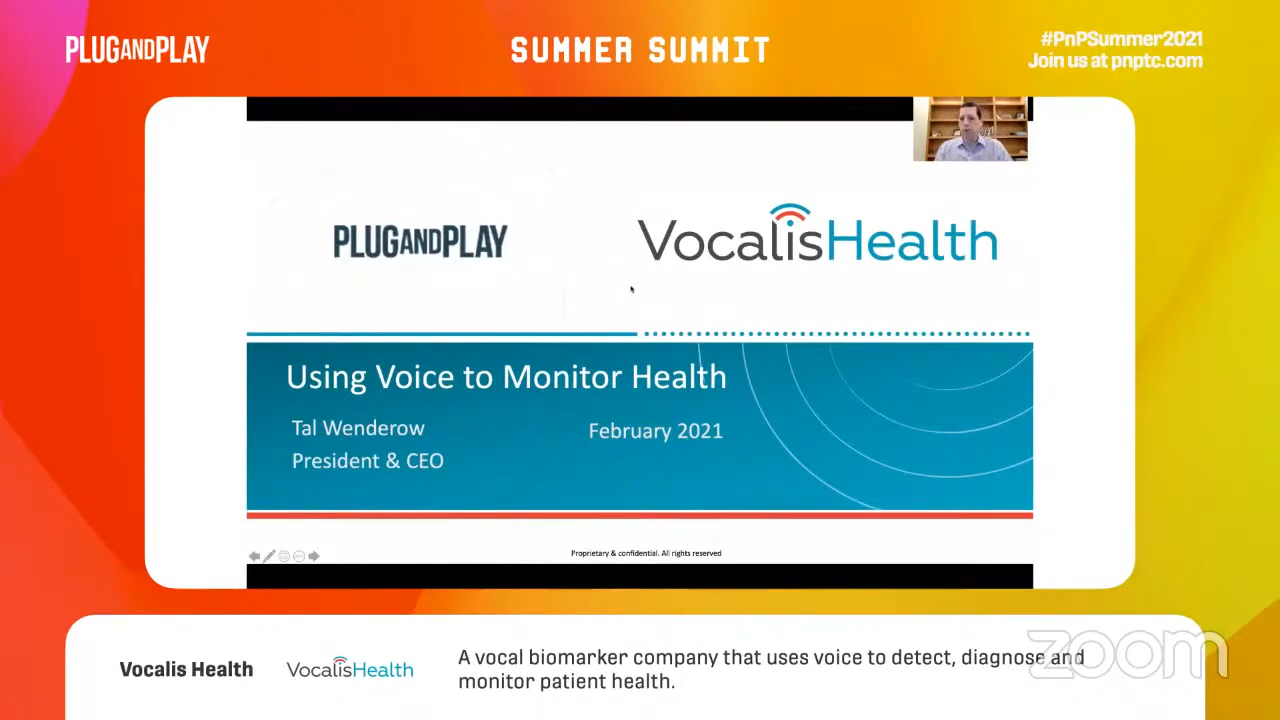 PLUGANDPLAY
SUMMER SUMMIT
#PnPSummer2021
Join us at pnptc.com
PLUGANDPLAY
VocalisHealth
Using Voice to Monitor Health
Tal Wenderow
February 2021
President & CEO
Proprietary & confidential. All rights reserved
Vocalis Health
VocalisHealth
A vocal biomarker company that uses voice to detect, diagnose and
monitor patient health.
zoom